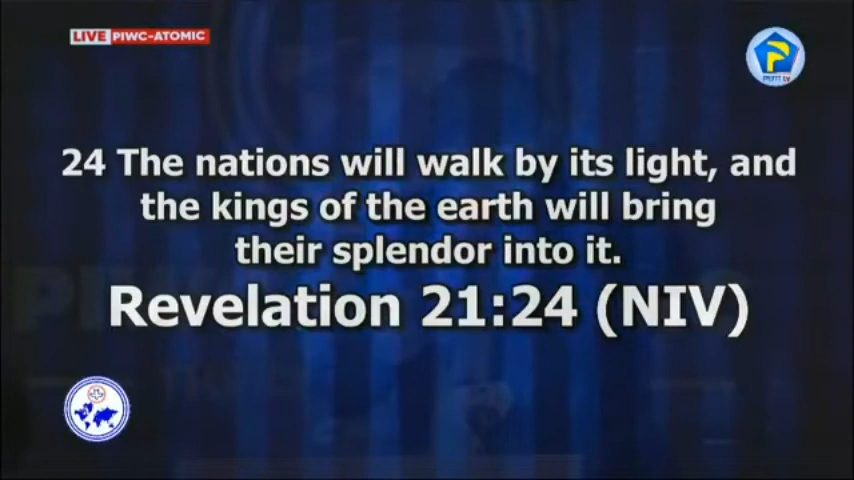 LIVE PIWC-ATOMIC
24 The nations will walk by its light, and
the kings of the earth will bring
their splendor into it.
Revelation 21:24 (NIV)